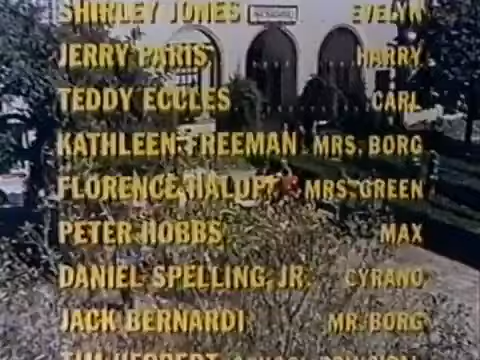 SHIRLEY JONES EVELYN
JERRY PARIS ........ HARRY
TEDDY ECCLES ........ CARL
KATHLEEN FREEMAN MRS. BORG
FLORENCE HALOP MRS. GREEN
PETER HOBBS MAX
DANIEL SPELLING, JR. CYRANO
JACK BERNARDI MR. BORG